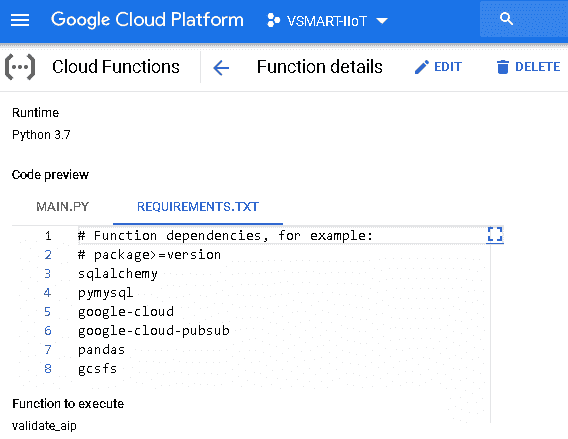 Google Cloud Platform VSMART-IIoT
Cloud Functions Function details EDIT DELETE
Runtime
Python 3.7
Code preview
MAIN.PY REQUIREMENTS.TXT
1 # Function dependencies, for example:
2 # package>=version
3 sqlalchemy
4 pymysql
5 google-cloud
6 google-cloud-pubsub
7 pandas
8 gcsfs
Function to execute
validate_aip